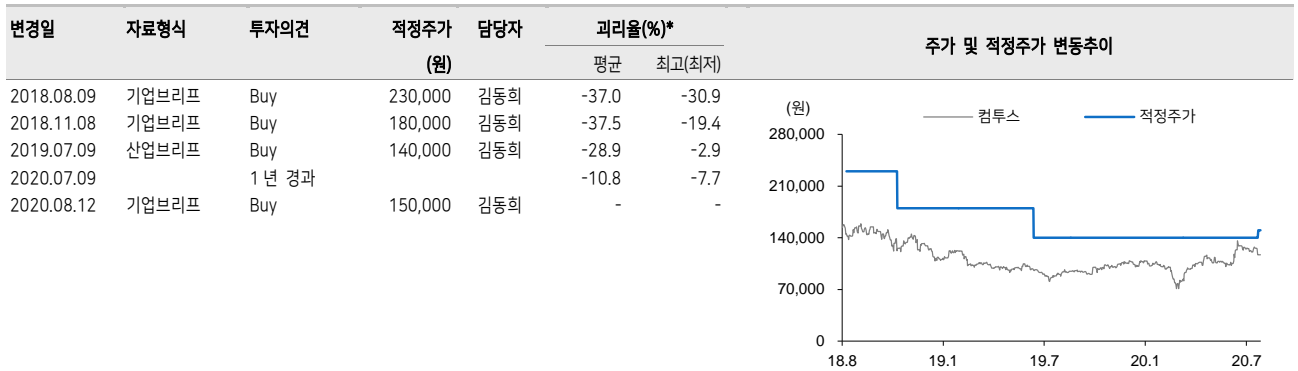 변경일 자료형식 투자의견 적정주가 담당자 괴리율(%)*
(원) 평균 최고(최저)
2018.08.09 기업브리프 Buy 230,000 김동희 -37.0 -30.9
2018.11.08 기업브리프 Buy 180,000 김동희 -37.5 -19.4
2019.07.09 산업브리프 Buy 140,000 김동희 -28.9 -2.9
2020.07.09 1년 경과 -10.8 -7.7
2020.08.12 기업브리프 Buy 150,000 김동희 - -
주가 및 적정주가 변동추이
(원)
컴투스 적정주가
280,000
210,000
140,000
70,000
0
18.8 19.1 19.7 20.1 20.7